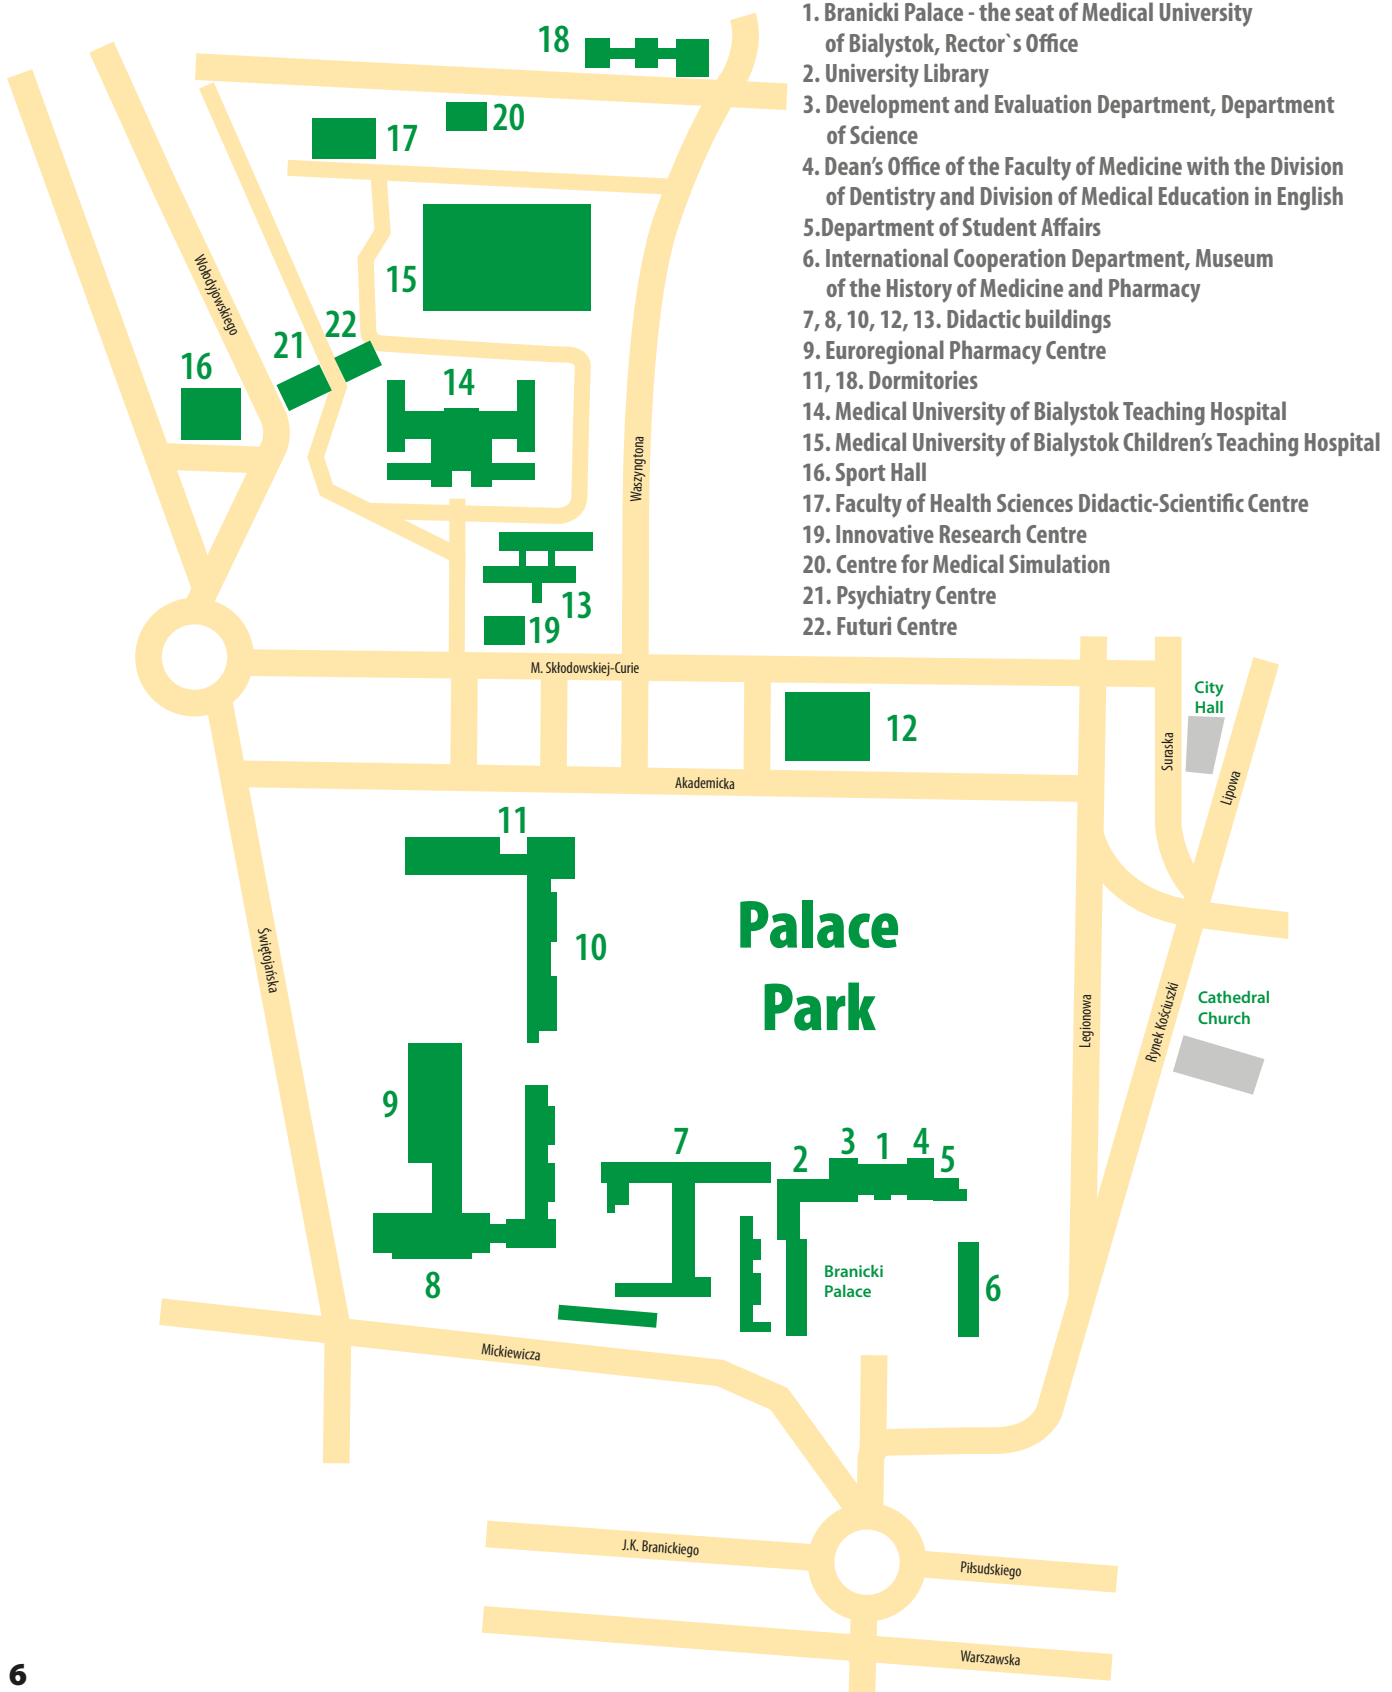 1. Branicki Palace - the seat of Medical University
of Bialystok, Rector`s Office
2. University Library
3. Development and Evaluation Department, Department
of Science
4. Dean’s Office of the Faculty of Medicine with the Division
of Dentistry and Division of Medical Education in English
5.Department of Student Affairs
6. International Cooperation Department, Museum
of the History of Medicine and Pharmacy
7, 8, 10, 12, 13. Didactic buildings
9. Euroregional Pharmacy Centre
11, 18. Dormitories
14. Medical University of Bialystok Teaching Hospital
15. Medical University of Bialystok Children’s Teaching Hospital
16. Sport Hall
17. Faculty of Health Sciences Didactic-Scientific Centre
19. Innovative Research Centre
20. Centre for Medical Simulation
21. Psychiatry Centre
22. Futuri Centre
18
20
17
15
Wołodyjowskiego
22
21
16
14
Waszyngtona
13
19
M. Skłodowskiej-Curie
City
Hall
12
Suraska
Lipowa
Akademicka
11
Palace
Park
10
Świętojańska
Legionowa
Rynek Kościuszki
Cathedral
Church
9
7
2
3
1
4
5
8
Branicki
Palace
6
Mickiewicza
J.K. Branickiego
Piłsudskiego
Warszawska
6